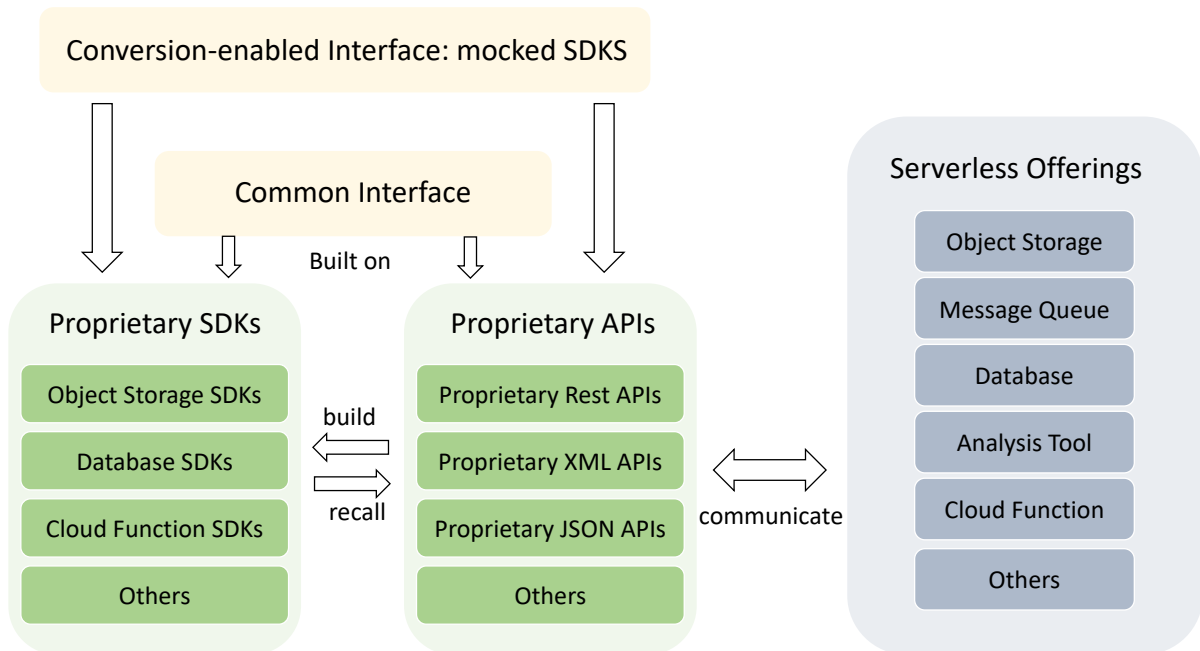 Conversion-enabled Interface: mocked SDKS
Common Interface
Built on
Proprietary SDKs
Object Storage SDKs
Database SDKs
Cloud Function SDKs
Others
build
recall
Proprietary APIs
Proprietary Rest APIs
Proprietary XML APIs
Proprietary JSON APIs
Others
communicate
Serverless Offerings
Object Storage
Message Queue
Database
Analysis Tool
Cloud Function
Others